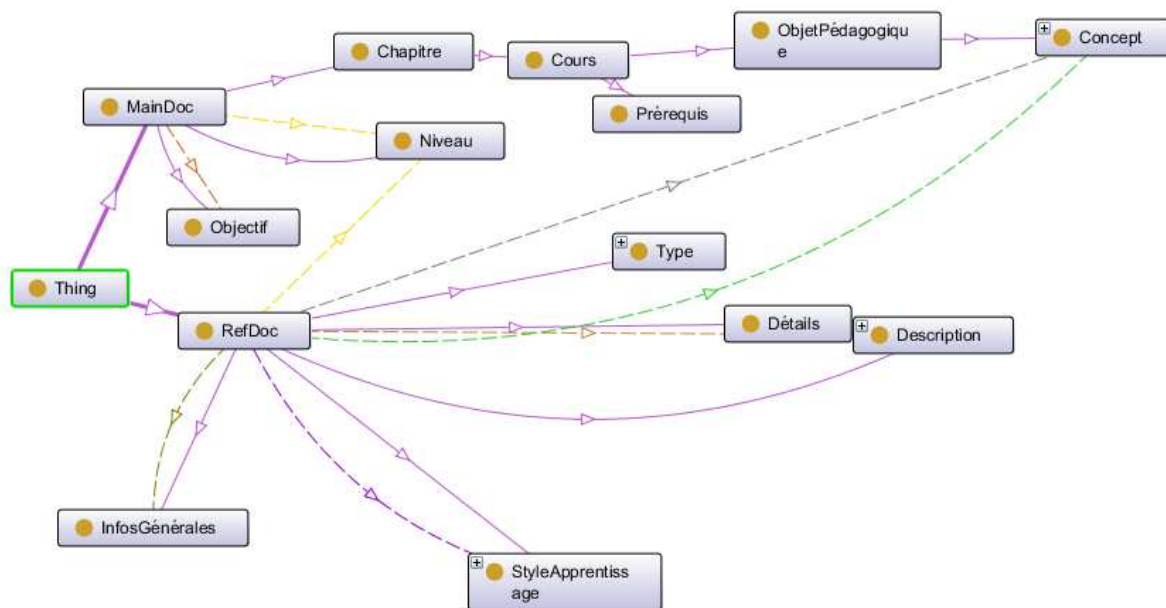 ObjetPédagogiqu
e
Concept
Chapitre
Cours
MainDoc
Prérequis
Niveau
Objectif
Type
Thing
RefDoc
Détails
Description
InfosGénérales
StyleApprentiss
age